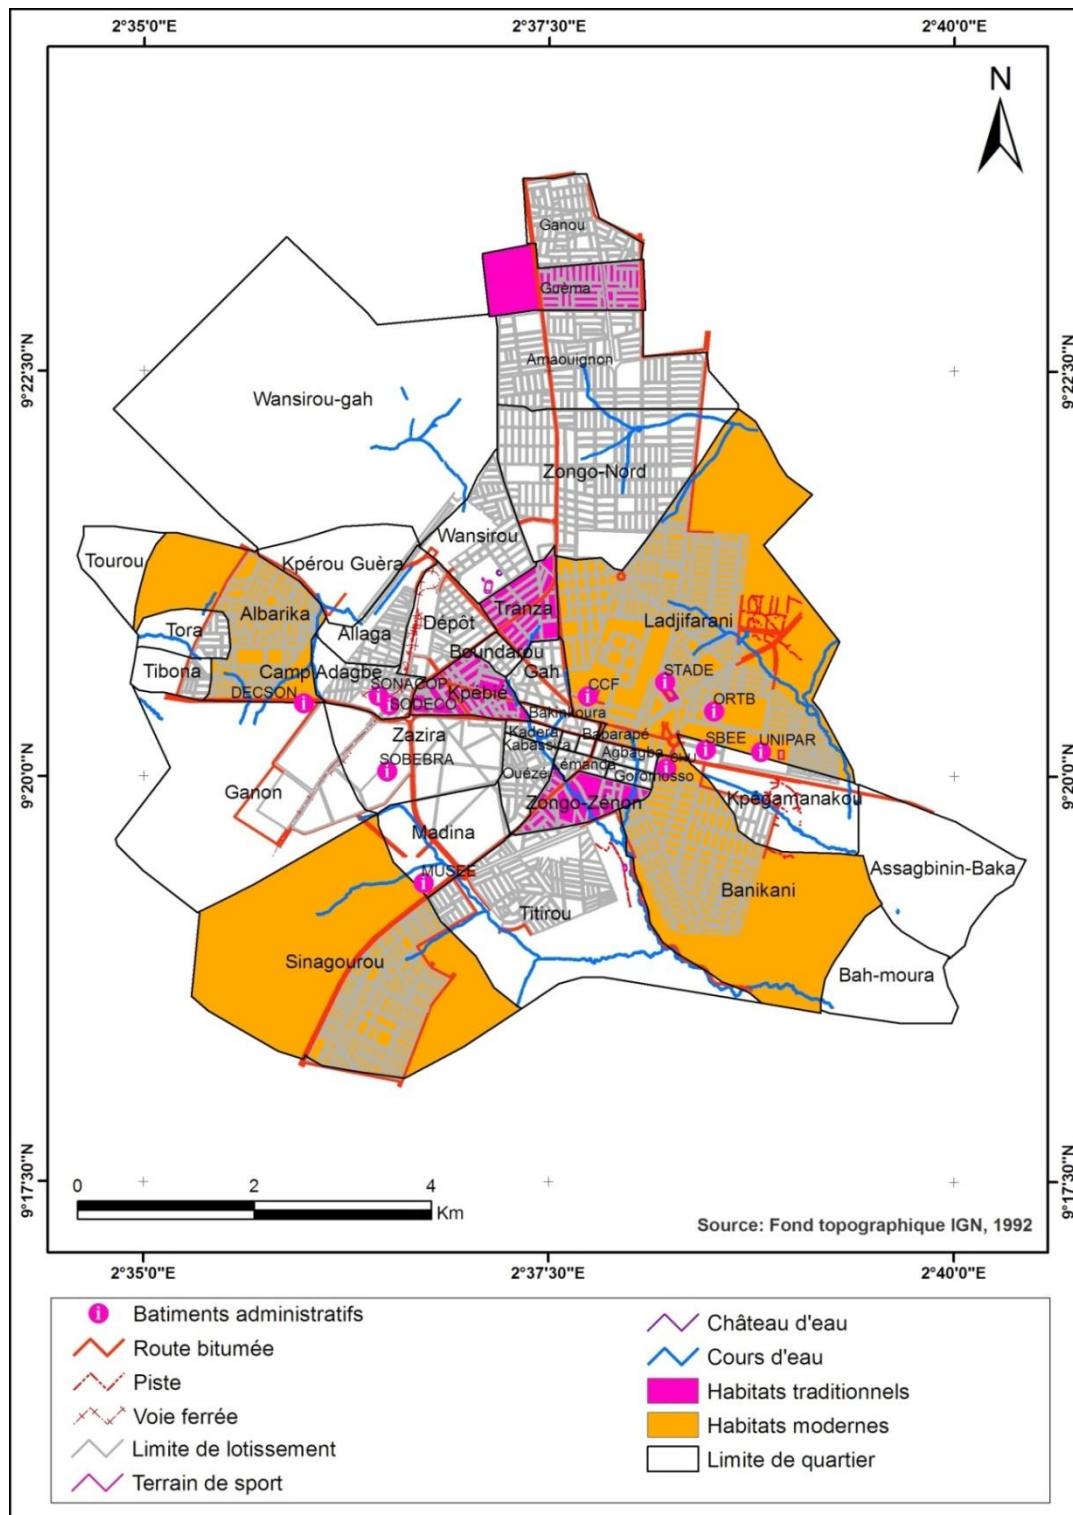 2°35'0"E
2°37'30"E
2°40'0"E
N
9°22'30"N
9°22'30"N
Ganou
Guèma
Amaouignon
Wansirou-gah
Zongo-Nord
Wansirou
Tourou
Kpérou Guèra
Albarika
Allaga
Dépôt
Tranza
Ladjifarani
Tora
Boundarou
Tibona
Camp Adagbè
Gah
STADE
DECSON
SONACOP
Kpébié
CCF
SODECO
ORTB
Bakinkoura
Zazira
Kadera
Babarapé
SBEE
UNIPAR
Kabassira
Agbagba
CHU
9°20'0"N
SOBEBRA
Ouézé
émandé
Goromosso
9°20'0"N
Ganon
Zongo-Zénon
Kpégamanakou
Madina
MUSEE
Banikani
Assagbinin-Baka
Titirou
Sinagourou
Bah-moura
9°17'30"N
9°17'30"N
0
2
4
Km
Source: Fond topographique IGN, 1992
2°35'0"E
2°37'30"E
2°40'0"E
Batiments administratifs
Route bitumée
Piste
Voie ferrée
Limite de lotissement
Terrain de sport
Château d'eau
Cours d'eau
Habitats traditionnels
Habitats modernes
Limite de quartier